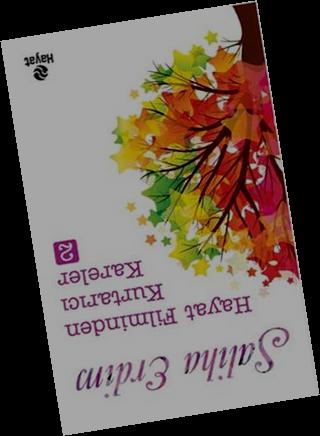 Saliha Erdim
Hayat Filminden
Kurtarıcı
Kareler
2
Hayat